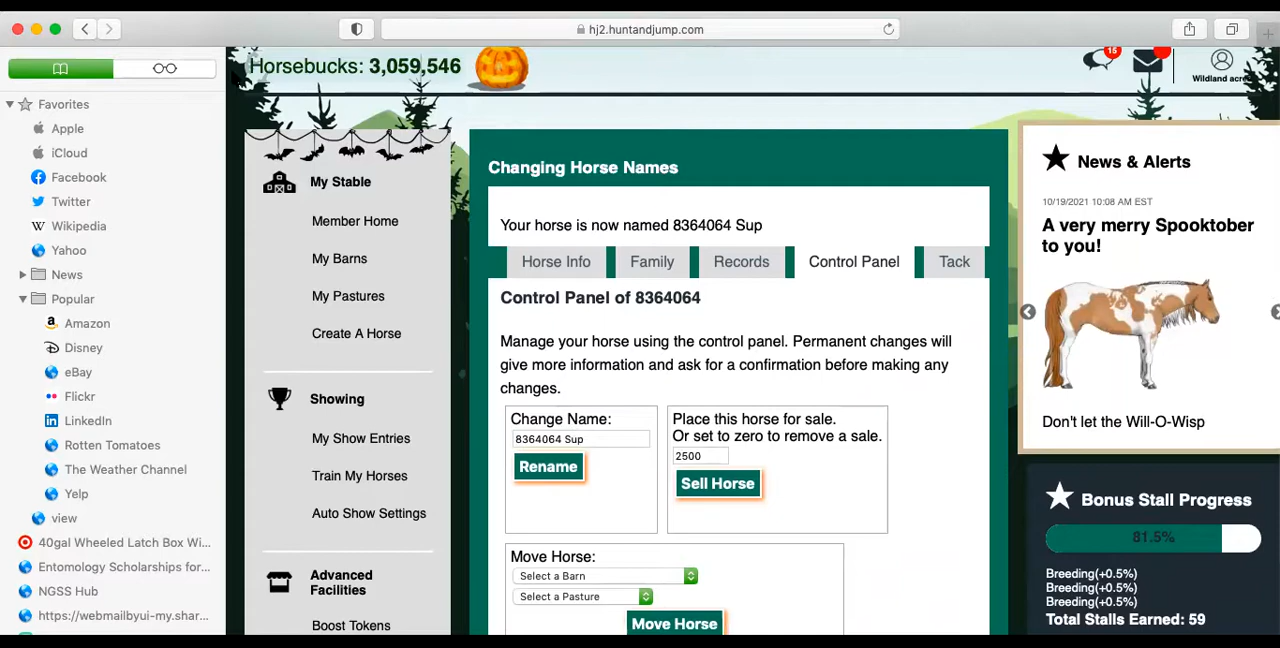 hj2.huntandjump.com
Horsebucks: 3,059,546
15
Wildland acre
Favorites
Apple
iCloud
Facebook
Twitter
Wikipedia
Yahoo
News
Popular
Amazon
Disney
eBay
Flickr
LinkedIn
Rotten Tomatoes
The Weather Channel
Yelp
view
40gal Wheeled Latch Box Wi...
Entomology Scholarships for...
NGSS Hub
https://webmailbyui-my.shar...
My Stable
Member Home
My Barns
My Pastures
Create A Horse
Showing
My Show Entries
Train My Horses
Auto Show Settings
Advanced
Facilities
Boost Tokens
Changing Horse Names
Your horse is now named 8364064 Sup
Horse Info
Family
Records
Control Panel
Tack
Control Panel of 8364064
Manage your horse using the control panel. Permanent changes will
give more information and ask for a confirmation before making any
changes.
Change Name:
8364064 Sup
Rename
Place this horse for sale.
Or set to zero to remove a sale.
2500
Sell Horse
Move Horse:
Select a Barn
Select a Pasture
Move Horse
News & Alerts
10/19/2021 10:08 AM EST
A very merry Spooktober
to you!
Don't let the Will-O-Wisp
Bonus Stall Progress
81.5%
Breeding(+0.5%)
Breeding(+0.5%)
Breeding(+0.5%)
Total Stalls Earned: 59